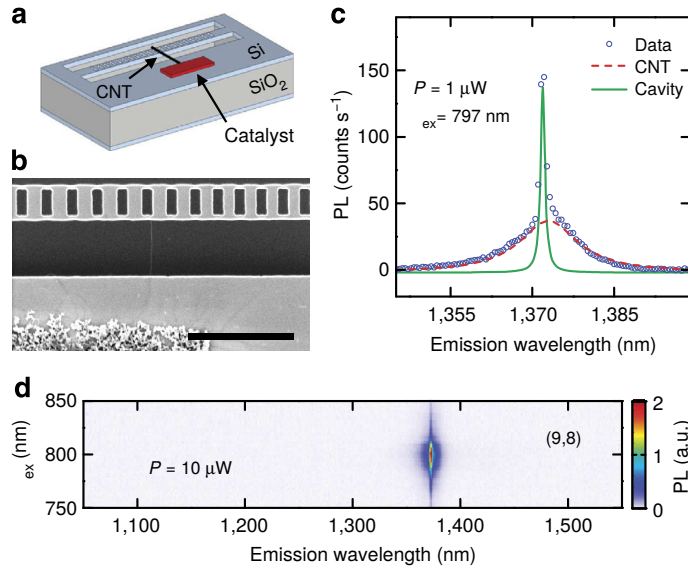 a
Si
CNT
SiO2
Catalyst
b
c
Data
CNT
Cavity
P = 1 μW
ex = 797 nm
150
100
50
0
PL (counts s−1)
1,355
1,370
1,385
Emission wavelength (nm)
d
850
800
750
ex (nm)
(9,8)
P = 10 μW
1,100
1,200
1,300
1,400
1,500
Emission wavelength (nm)
2
1
0
PL (a.u.)